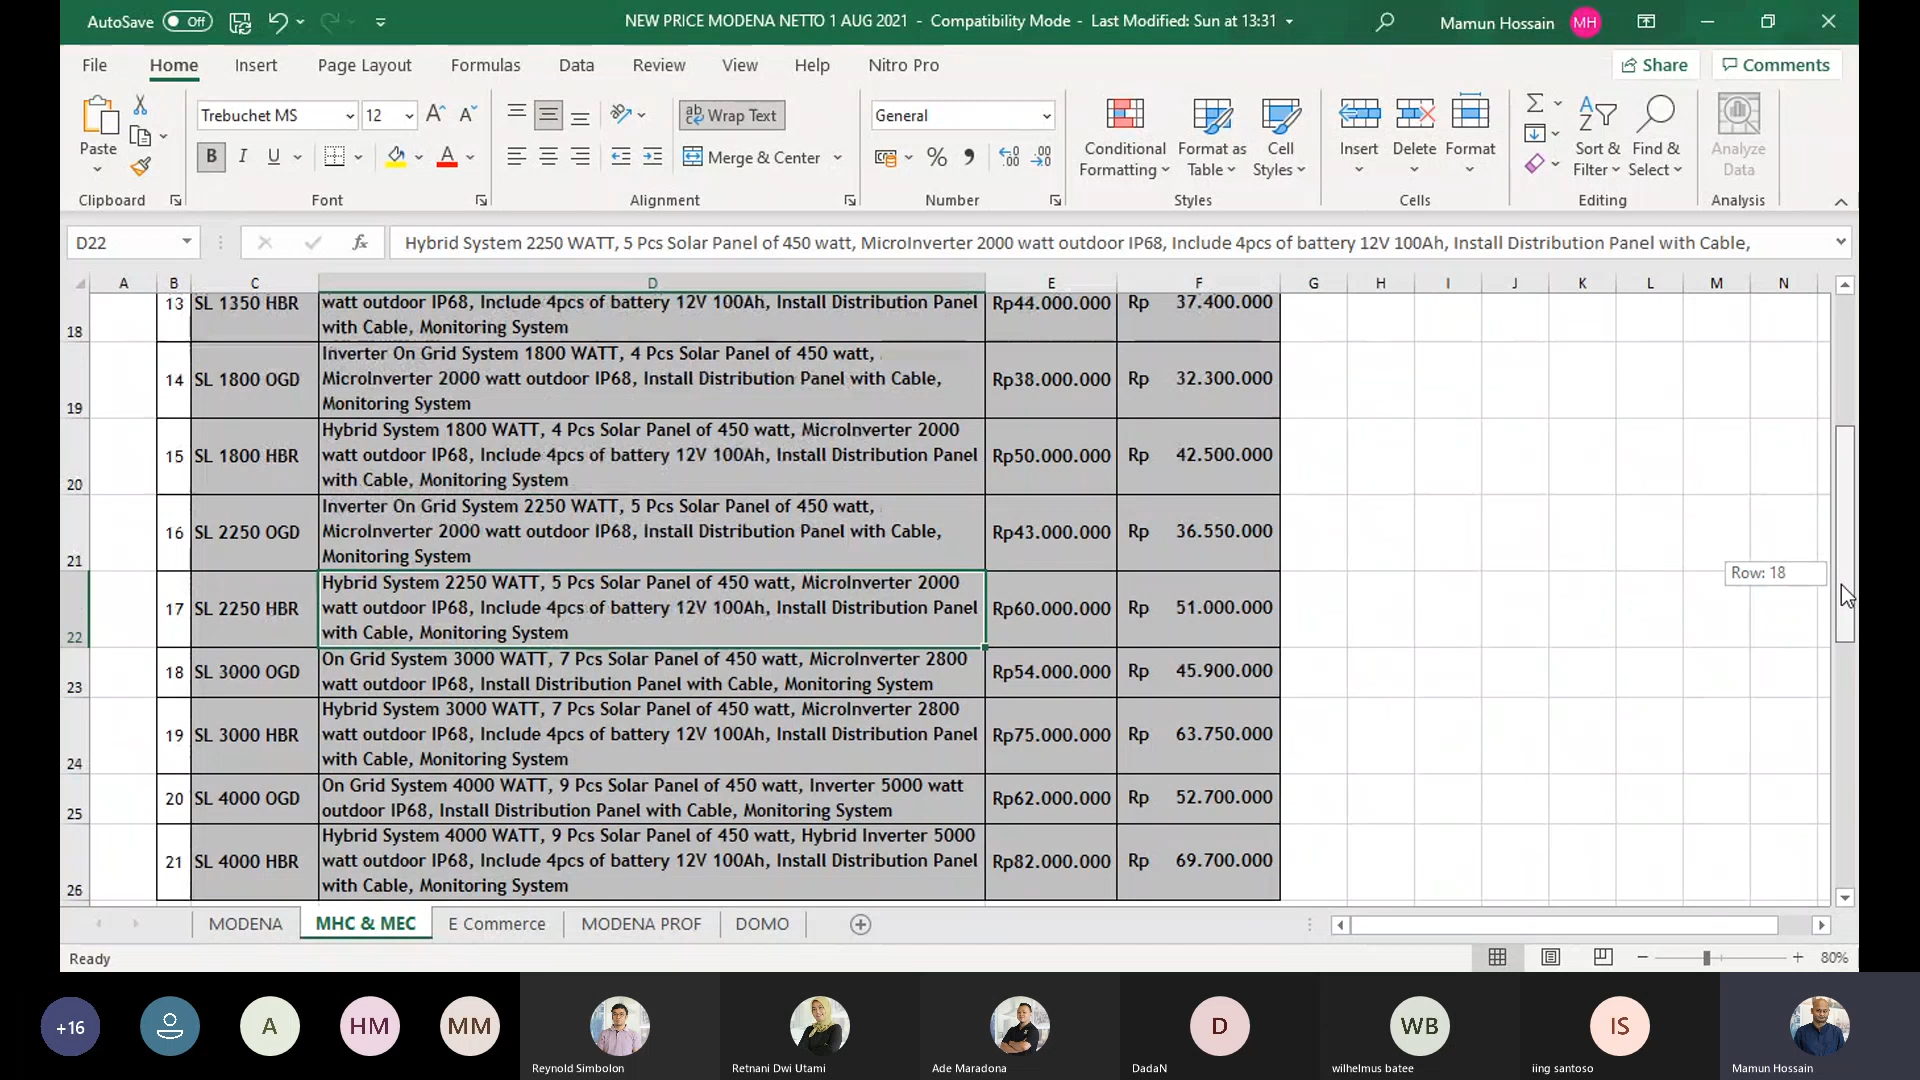 AutoSave Off NEW PRICE MODENA NETTO 1 AUG 2021 - Compatibility Mode - Last Modified: Sun at 13:31 Mamun Hossain MH
File Home Insert Page Layout Formulas Data Review View Help Nitro Pro Share Comments
Trebuchet MS 12 Wrap Text General
Paste B I U Merge & Center Conditional Formatting Format as Table Cell Styles Insert Delete Format Sort & Filter Find & Select Analyze Data
Clipboard Font Alignment Number Styles Cells Editing Analysis
D22 fx Hybrid System 2250 WATT, 5 Pcs Solar Panel of 450 watt, MicroInverter 2000 watt outdoor IP68, Include 4pcs of battery 12V 100Ah, Install Distribution Panel with Cable,
A B C D E F G H I J K L M N
18 13 SL 1350 HBR watt outdoor IP68, Include 4pcs of battery 12V 100Ah, Install Distribution Panel Rp44.000.000 Rp 37.400.000
with Cable, Monitoring System
Inverter On Grid System 1800 WATT, 4 Pcs Solar Panel of 450 watt,
19 14 SL 1800 OGD MicroInverter 2000 watt outdoor IP68, Install Distribution Panel with Cable, Rp38.000.000 Rp 32.300.000
Monitoring System
Hybrid System 1800 WATT, 4 Pcs Solar Panel of 450 watt, MicroInverter 2000
20 15 SL 1800 HBR watt outdoor IP68, Include 4pcs of battery 12V 100Ah, Install Distribution Panel Rp50.000.000 Rp 42.500.000
with Cable, Monitoring System
Inverter On Grid System 2250 WATT, 5 Pcs Solar Panel of 450 watt,
21 16 SL 2250 OGD MicroInverter 2000 watt outdoor IP68, Install Distribution Panel with Cable, Rp43.000.000 Rp 36.550.000
Monitoring System
Row: 18
Hybrid System 2250 WATT, 5 Pcs Solar Panel of 450 watt, MicroInverter 2000
22 17 SL 2250 HBR watt outdoor IP68, Include 4pcs of battery 12V 100Ah, Install Distribution Panel Rp60.000.000 Rp 51.000.000
with Cable, Monitoring System
23 18 SL 3000 OGD On Grid System 3000 WATT, 7 Pcs Solar Panel of 450 watt, MicroInverter 2800 Rp54.000.000 Rp 45.900.000
watt outdoor IP68, Install Distribution Panel with Cable, Monitoring System
Hybrid System 3000 WATT, 7 Pcs Solar Panel of 450 watt, MicroInverter 2800
24 19 SL 3000 HBR watt outdoor IP68, Include 4pcs of battery 12V 100Ah, Install Distribution Panel Rp75.000.000 Rp 63.750.000
with Cable, Monitoring System
25 20 SL 4000 OGD On Grid System 4000 WATT, 9 Pcs Solar Panel of 450 watt, Inverter 5000 watt Rp62.000.000 Rp 52.700.000
outdoor IP68, Install Distribution Panel with Cable, Monitoring System
Hybrid System 4000 WATT, 9 Pcs Solar Panel of 450 watt, Hybrid Inverter 5000
26 21 SL 4000 HBR watt outdoor IP68, Include 4pcs of battery 12V 100Ah, Install Distribution Panel Rp82.000.000 Rp 69.700.000
with Cable, Monitoring System
MODENA MHC & MEC E Commerce MODENA PROF DOMO
Ready 80%
+16 A HM MM D WB IS
Reynold Simbolon Retnani Dwi Utami Ade Maradona DadaN wilhelmus batee iing santoso Mamun Hossain